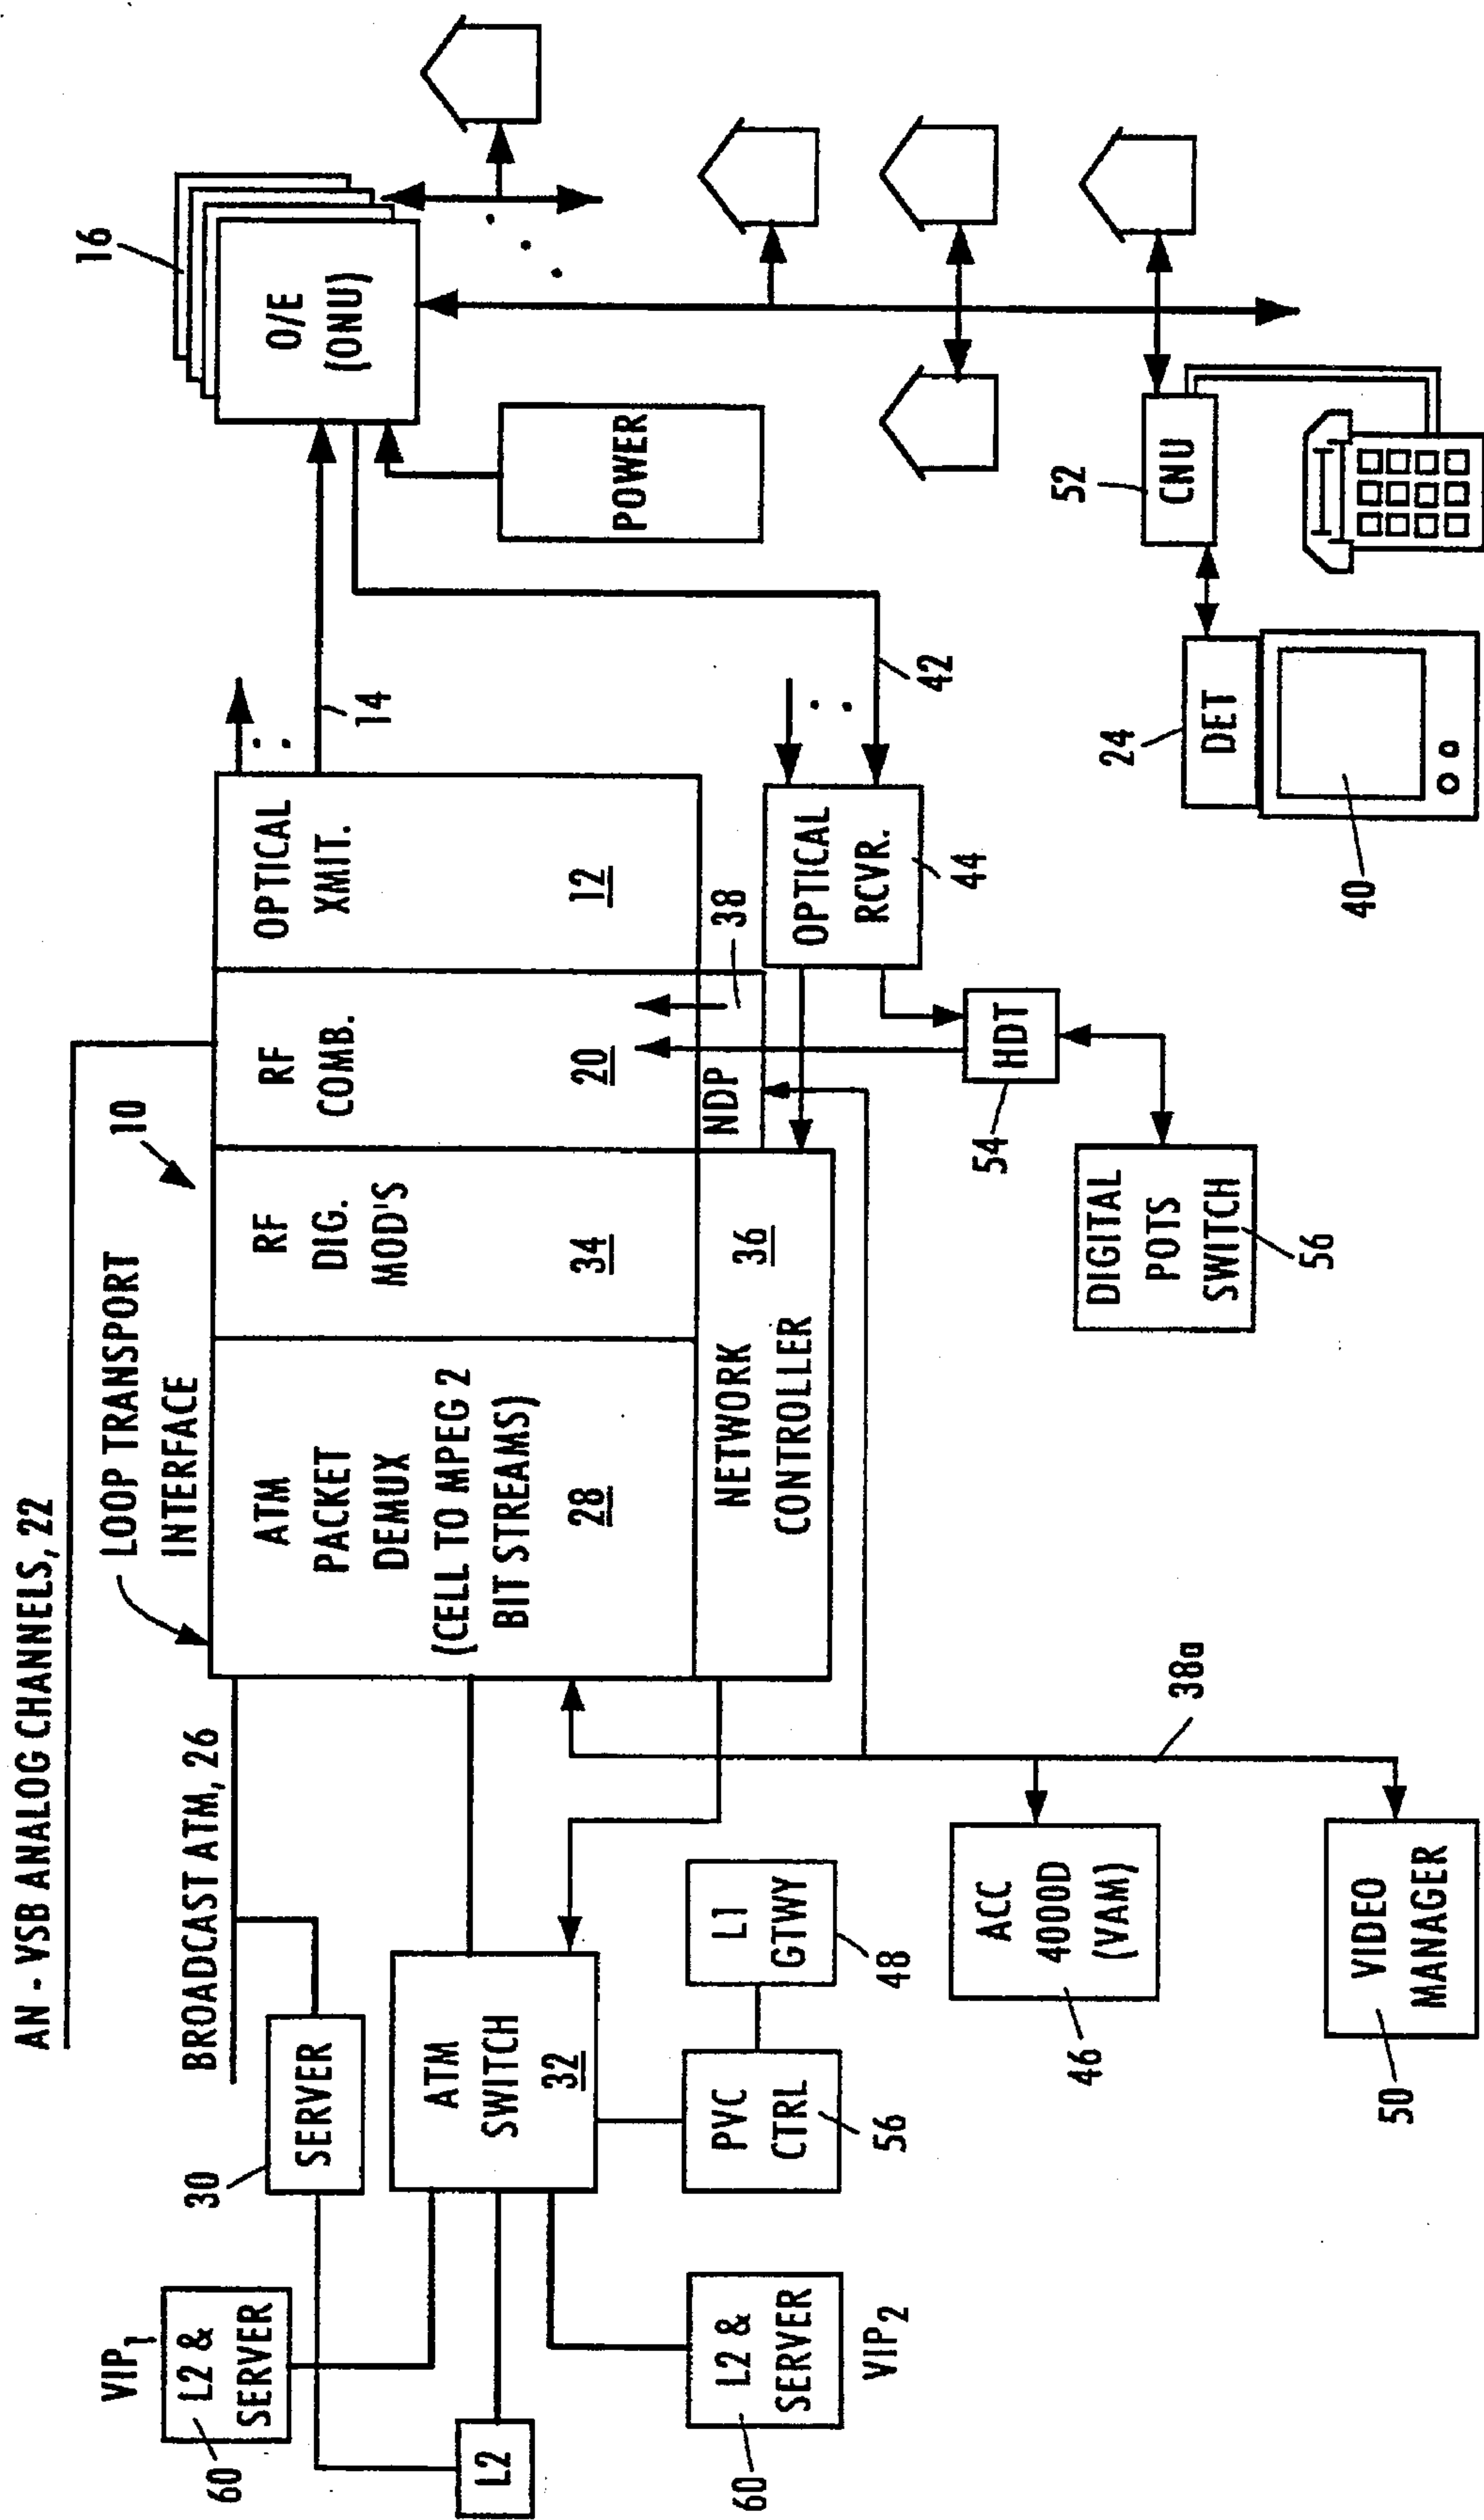 AN - VSB ANALOG CHANNELS, 22
LOOP TRANSPORT
INTERFACE
10
BROADCAST ATM, 26
VIP1
L2 &
SERVER
60
30
SERVER
L2
ATM
SWITCH
32
L2 &
SERVER
60
VIP2
PVC
CTRL
56
L1
GTWY
48
ATM
PACKET
DEMUX
(CELL TO MPEG 2
BIT STREAMS)
28
RF
DIG.
MOD'S
34
RF
COMB.
20
OPTICAL
XMIT.
12
NETWORK
CONTROLLER
36
NDP
38
14
16
O/E
(ONU)
POWER
42
OPTICAL
RCVR.
44
HDT
54
DIGITAL
POTS
SWITCH
56
38a
ACC
4000D
(VAM)
46
VIDEO
MANAGER
50
52
CNU
24
DET
40